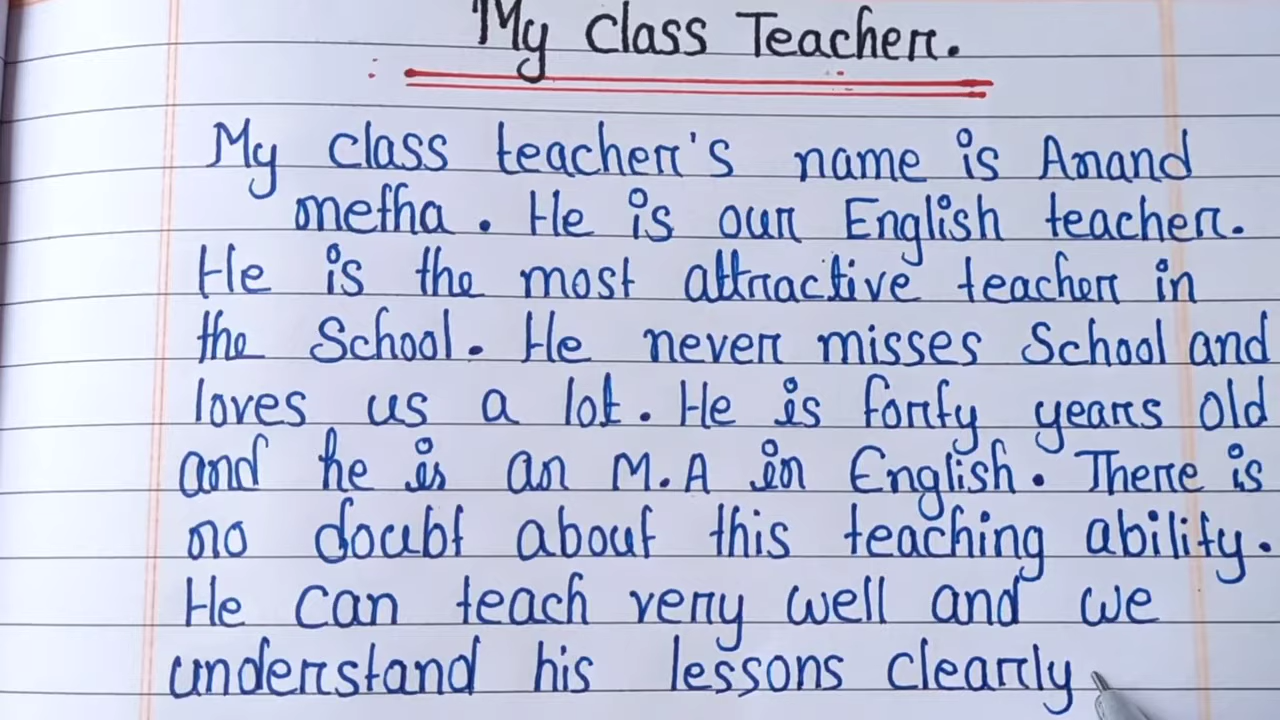 My class Teacher.
My class teacher's name is Anand
metha. He is our English teacher.
He is the most attractive teacher in
the School. He never misses School and
loves us a lot. He is forty years old
and he is an M.A in English. There is
no doubt about this teaching ability.
He can teach very well and we
understand his lessons clearly